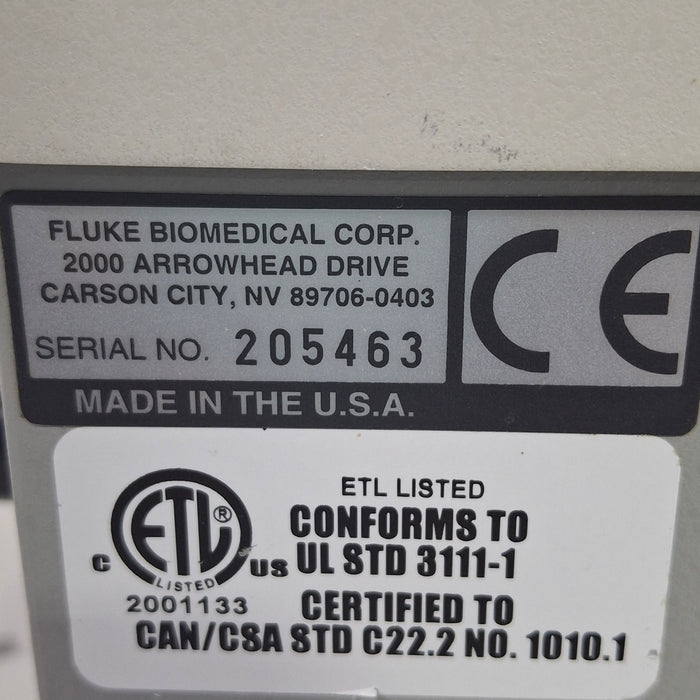 FLUKE BIOMEDICAL CORP.
2000 ARROWHEAD DRIVE
CARSON CITY, NV 89706-0403
SERIAL NO. 205463
CE
MADE IN THE U.S.A.
ETL LISTED
CONFORMS TO
UL STD 3111-1
C ETL® US
LISTED
2001133
CERTIFIED TO
CAN/CSA STD C22.2 NO. 1010.1